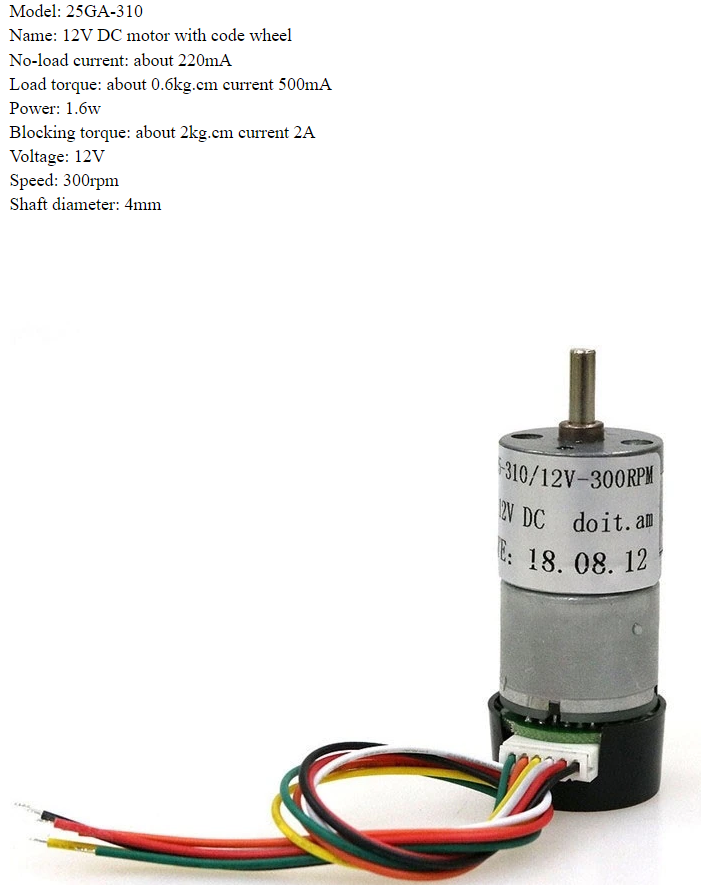 Model: 25GA-310
Name: 12V DC motor with code wheel
No-load current: about 220mA
Load torque: about 0.6kg.cm current 500mA
Power: 1.6w
Blocking torque: about 2kg.cm current 2A
Voltage: 12V
Speed: 300rpm
Shaft diameter: 4mm
-310/12V-300RPM
12V DC doit.am
E: 18.08.12